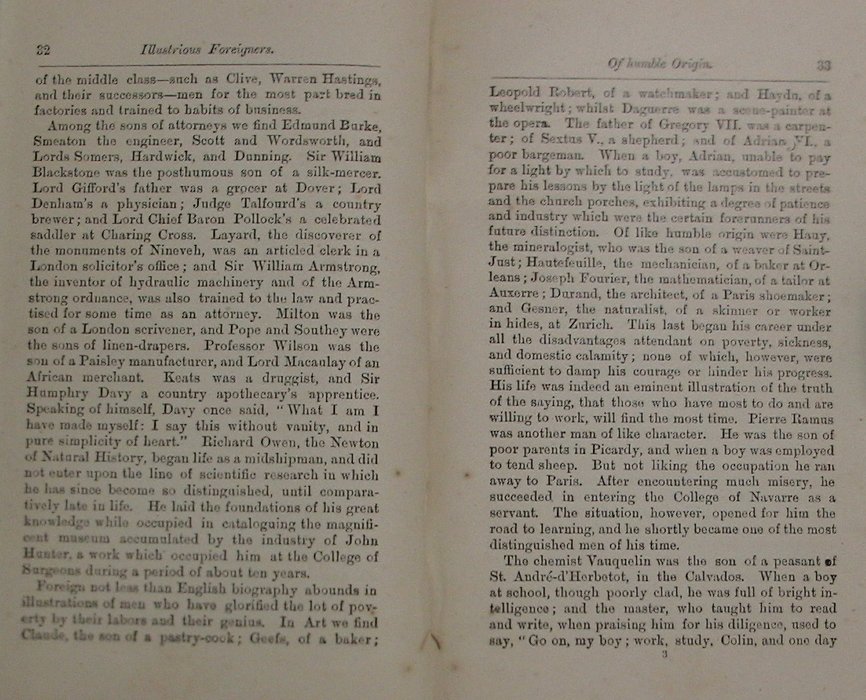 32 Illustrious Foreigners.
of the middle class—such as Clive, Warren Hastings,
and their successors—men for the most part bred in
factories and trained to habits of business.
Among the sons of attorneys we find Edmund Burke,
Smeaton the engineer, Scott and Wordsworth, and
Lords Somers, Hardwick, and Dunning. Sir William
Blackstone was the posthumous son of a silk-mercer.
Lord Gifford's father was a grocer at Dover; Lord
Denham's a physician; Judge Talfourd's a country
brewer; and Lord Chief Baron Pollock's a celebrated
saddler at Charing Cross. Layard, the discoverer of
the monuments of Nineveh, was an articled clerk in a
London solicitor's office; and Sir William Armstrong,
the inventor of hydraulic machinery and of the Arm-
strong ordnance, was also trained to the law and prac-
tised for some time as an attorney. Milton was the
son of a London scrivener, and Pope and Southey were
the sons of linen-drapers. Professor Wilson was the
son of a Paisley manufacturer, and Lord Macaulay of an
African merchant. Keats was a druggist, and Sir
Humphry Davy a country apothecary's apprentice.
Speaking of himself, Davy once said, "What I am I
have made myself: I say this without vanity, and in
pure simplicity of heart." Richard Owen, the Newton
of Natural History, began life as a midshipman, and did
not enter upon the line of scientific research in which
he has since become so distinguished, until compara-
tively late in life. He laid the foundations of his great
knowledge while occupied in cataloguing the magnifi-
cent museum accumulated by the industry of John
Hunter, a work which occupied him at the College of
Surgeons during a period of about ten years.
Foreign not less than English biography abounds in
illustrations of men who have glorified the lot of pov-
erty by their labors and their genius. In Art we find
Claude, the son of a pastry-cook; Geefs, of a baker;
Of humble Origin. 33
Leopold Robert, of a watchmaker; and Haydn, of a
wheelwright; whilst Daguerre was a scene-painter at
the opera. The father of Gregory VII. was a carpen-
ter; of Sextus V., a shepherd; and of Adrian VI., a
poor bargeman. When a boy, Adrian, unable to pay
for a light by which to study, was accustomed to pre-
pare his lessons by the light of the lamps in the streets
and the church porches, exhibiting a degree of patience
and industry which were the certain forerunners of his
future distinction. Of like humble origin were Hauy,
the mineralogist, who was the son of a weaver of Saint-
Just; Hautefeuille, the mechanician, of a baker at Or-
leans; Joseph Fourier, the mathematician, of a tailor at
Auxerre; Durand, the architect, of a Paris shoemaker;
and Gesner, the naturalist, of a skinner or worker
in hides, at Zurich. This last began his career under
all the disadvantages attendant on poverty, sickness,
and domestic calamity; none of which, however, were
sufficient to damp his courage or hinder his progress.
His life was indeed an eminent illustration of the truth
of the saying, that those who have most to do and are
willing to work, will find the most time. Pierre Ramus
was another man of like character. He was the son of
poor parents in Picardy, and when a boy was employed
to tend sheep. But not liking the occupation he ran
away to Paris. After encountering much misery, he
succeeded in entering the College of Navarre as a
servant. The situation, however, opened for him the
road to learning, and he shortly became one of the most
distinguished men of his time.
The chemist Vauquelin was the son of a peasant of
St. André-d'Herbetot, in the Calvados. When a boy
at school, though poorly clad, he was full of bright in-
telligence; and the master, who taught him to read
and write, when praising him for his diligence, used to
say, "Go on, my boy; work, study, Colin, and one day
3